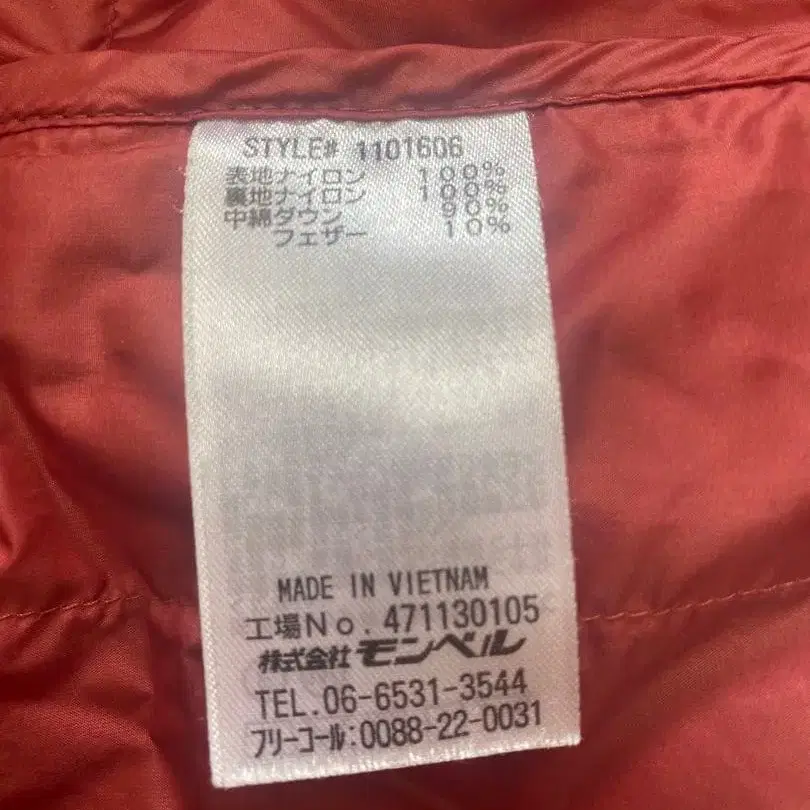 STYLE# 1101606
表地ナイロン 100%
裏地ナイロン 100%
中綿ダウン 90%
フェザー 10%
MADE IN VIETNAM
工場No. 471130105
株式会社 モンベル
TEL.06-6531-3544
フリーコール:0088-22-0031